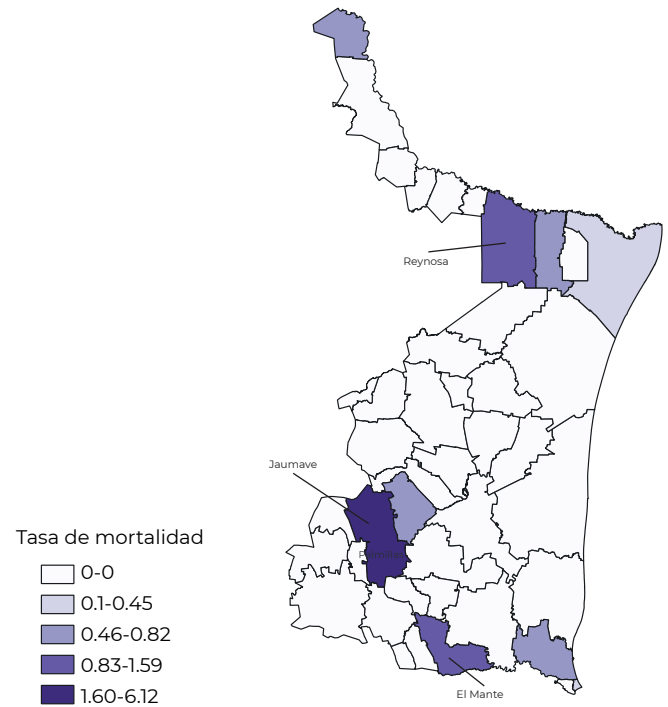 Reynosa
Jaumave
Tasa de mortalidad
0-0
0.1-0.45
0.46-0.82
0.83-1.59
1.60-6.12
El Mante